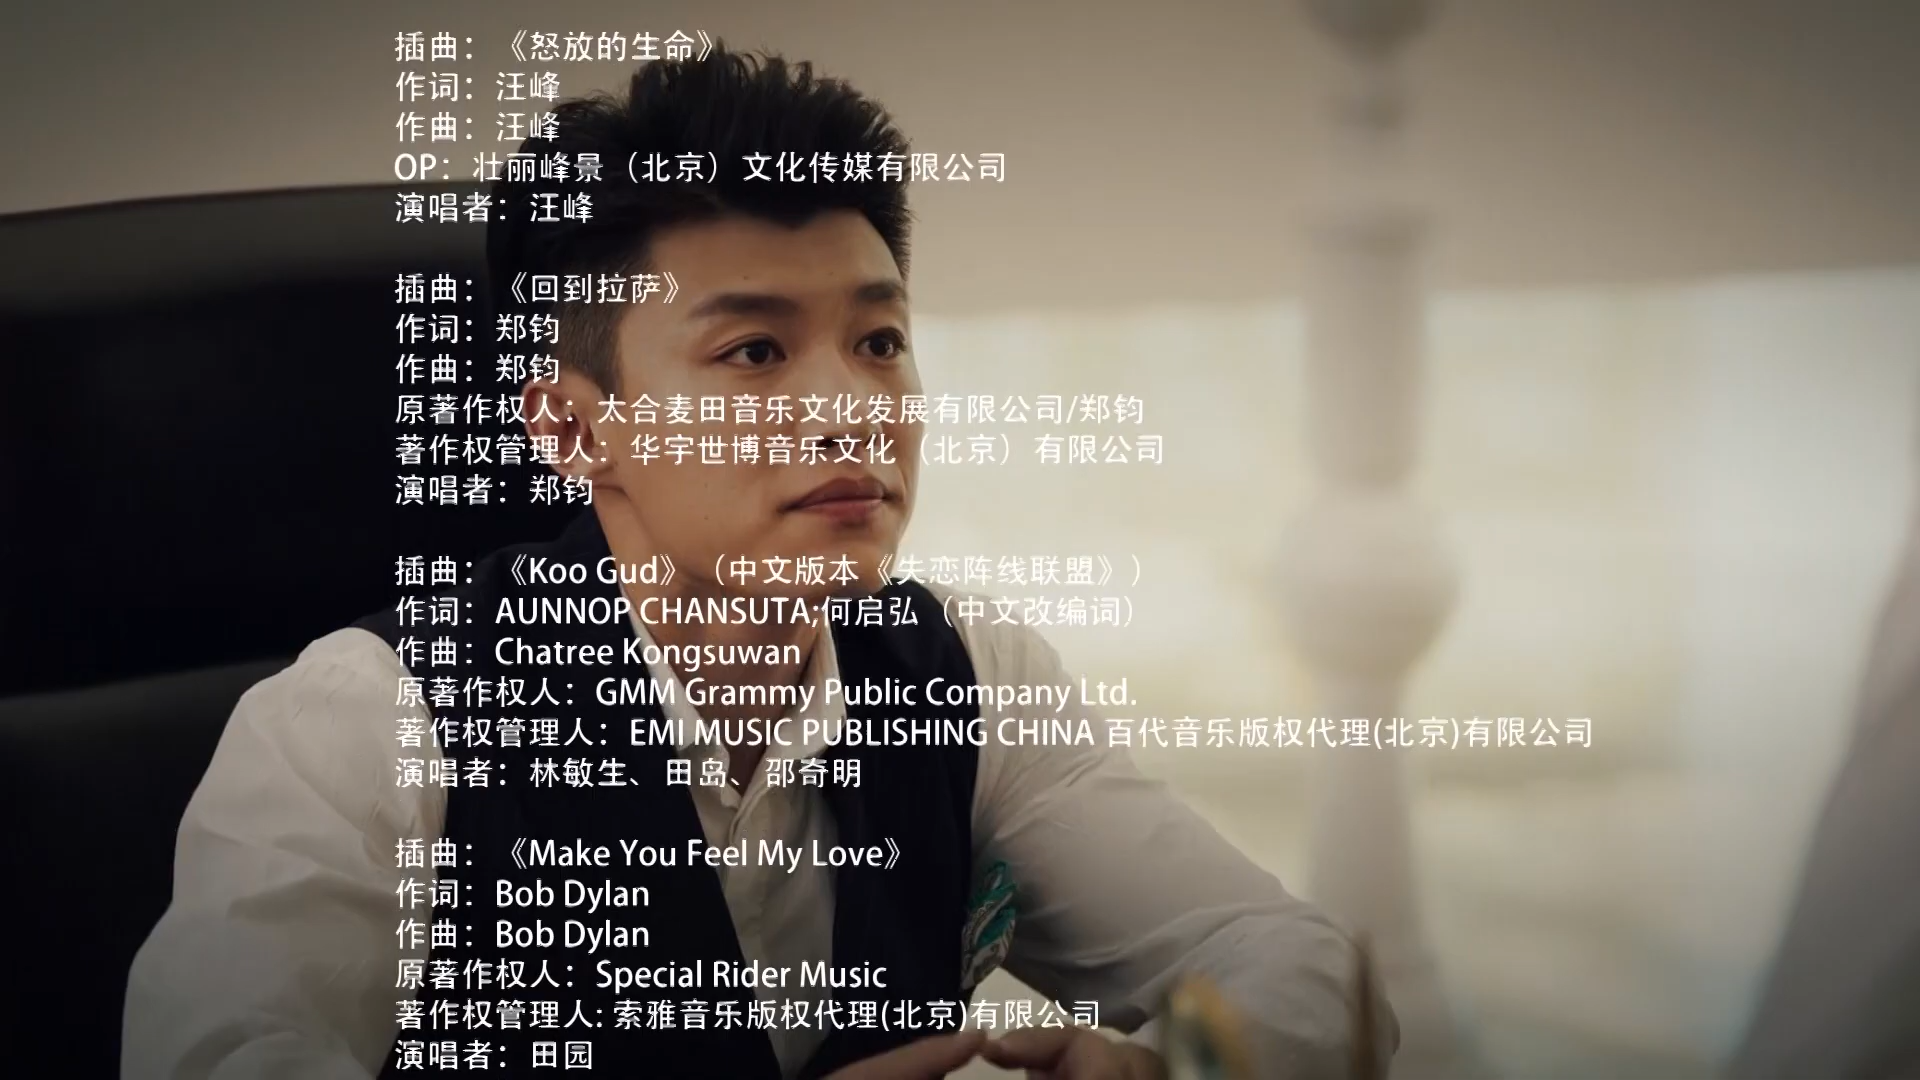 插曲：《怒放的生命》
作词：汪峰
作曲：汪峰
OP：壮丽峰景（北京）文化传媒有限公司
演唱者：汪峰
插曲：《回到拉萨》
作词：郑钧
作曲：郑钧
原著作权人：太合麦田音乐文化发展有限公司/郑钧
著作权管理人：华宇世博音乐文化（北京）有限公司
演唱者：郑钧
插曲：《Koo Gud》（中文版本《失恋阵线联盟》）
作词：AUNNOP CHANSUTA;何启弘（中文改编词）
作曲：Chatree Kongsuwan
原著作权人：GMM Grammy Public Company Ltd.
著作权管理人：EMI MUSIC PUBLISHING CHINA 百代音乐版权代理(北京)有限公司
演唱者：林敏生、田岛、邵奇明
插曲：《Make You Feel My Love》
作词：Bob Dylan
作曲：Bob Dylan
原著作权人：Special Rider Music
著作权管理人: 索雅音乐版权代理(北京)有限公司
演唱者：田园